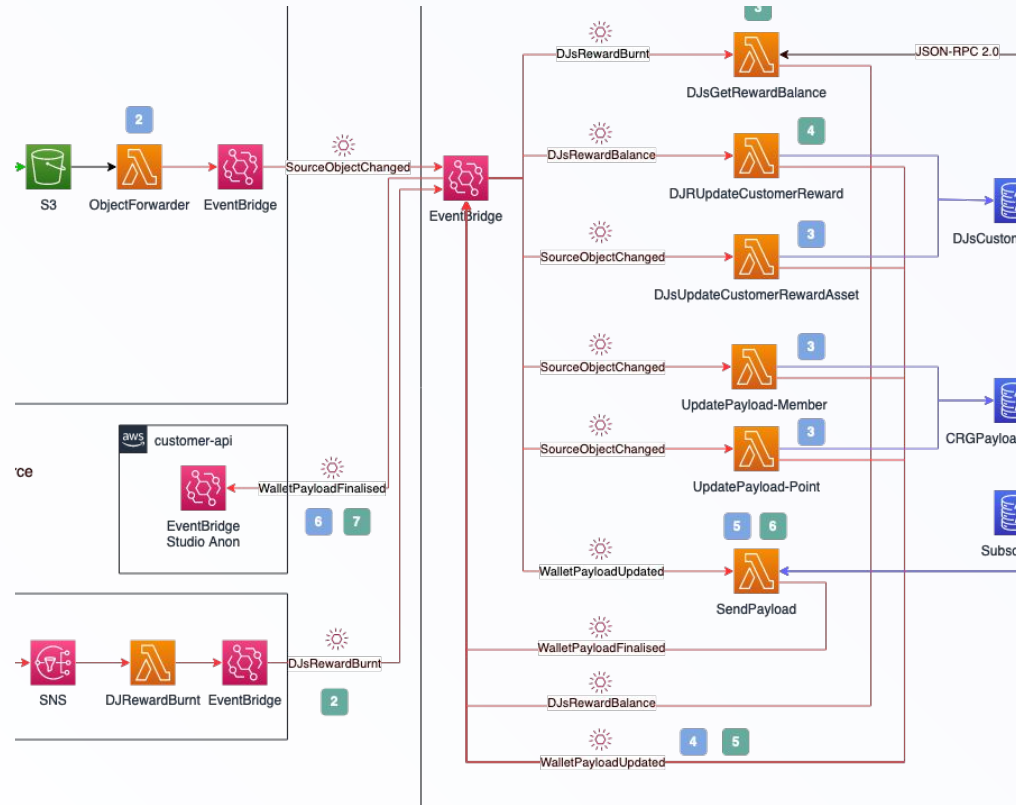 3
DJsRewardBurnt
JSON-RPC 2.0
DJsGetRewardBalance
2
4
SourceObjectChanged
DJsRewardBalance
S3
ObjectForwarder
EventBridge
EventBridge
DJRUpdateCustomerReward
3
DJsCustom
SourceObjectChanged
DJsUpdateCustomerRewardAsset
3
SourceObjectChanged
UpdatePayload-Member
3
aws
customer-api
SourceObjectChanged
CRGPayloa
rce
WalletPayloadFinalised
UpdatePayload-Point
6
7
5
6
EventBridge
Studio Anon
Subsc
WalletPayloadUpdated
SendPayload
WalletPayloadFinalised
DJsRewardBurnt
SNS
DJRewardBurnt
EventBridge
2
DJsRewardBalance
4
5
WalletPayloadUpdated